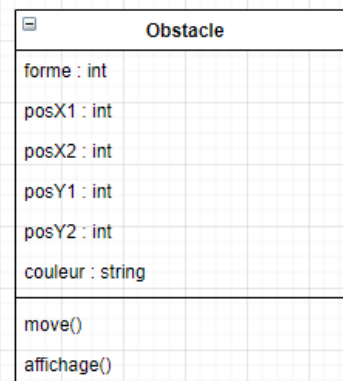 Obstacle
forme : int
posX1 : int
posX2 : int
posY1 : int
posY2 : int
couleur : string
move()
affichage()